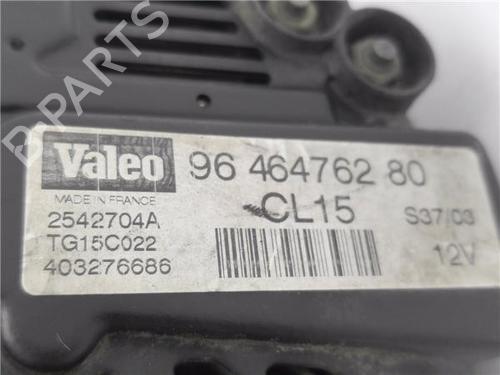 B PARTS
Valeo 96 464762 80
MADE IN FRANCE CL15 S37/03
2542704A
TG15C022 12V
403276686